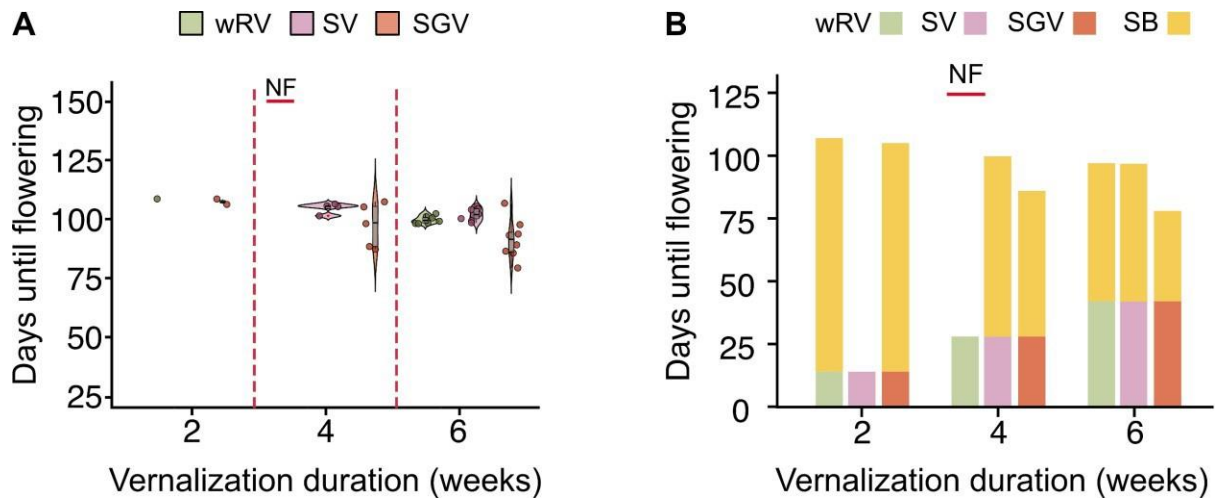 A
wRV SV SGV
NF
Days until flowering
150
125
100
75
50
25
2 4 6
Vernalization duration (weeks)
B
wRV SV SGV SB
NF
Days until flowering
125
100
75
50
25
0
2 4 6
Vernalization duration (weeks)